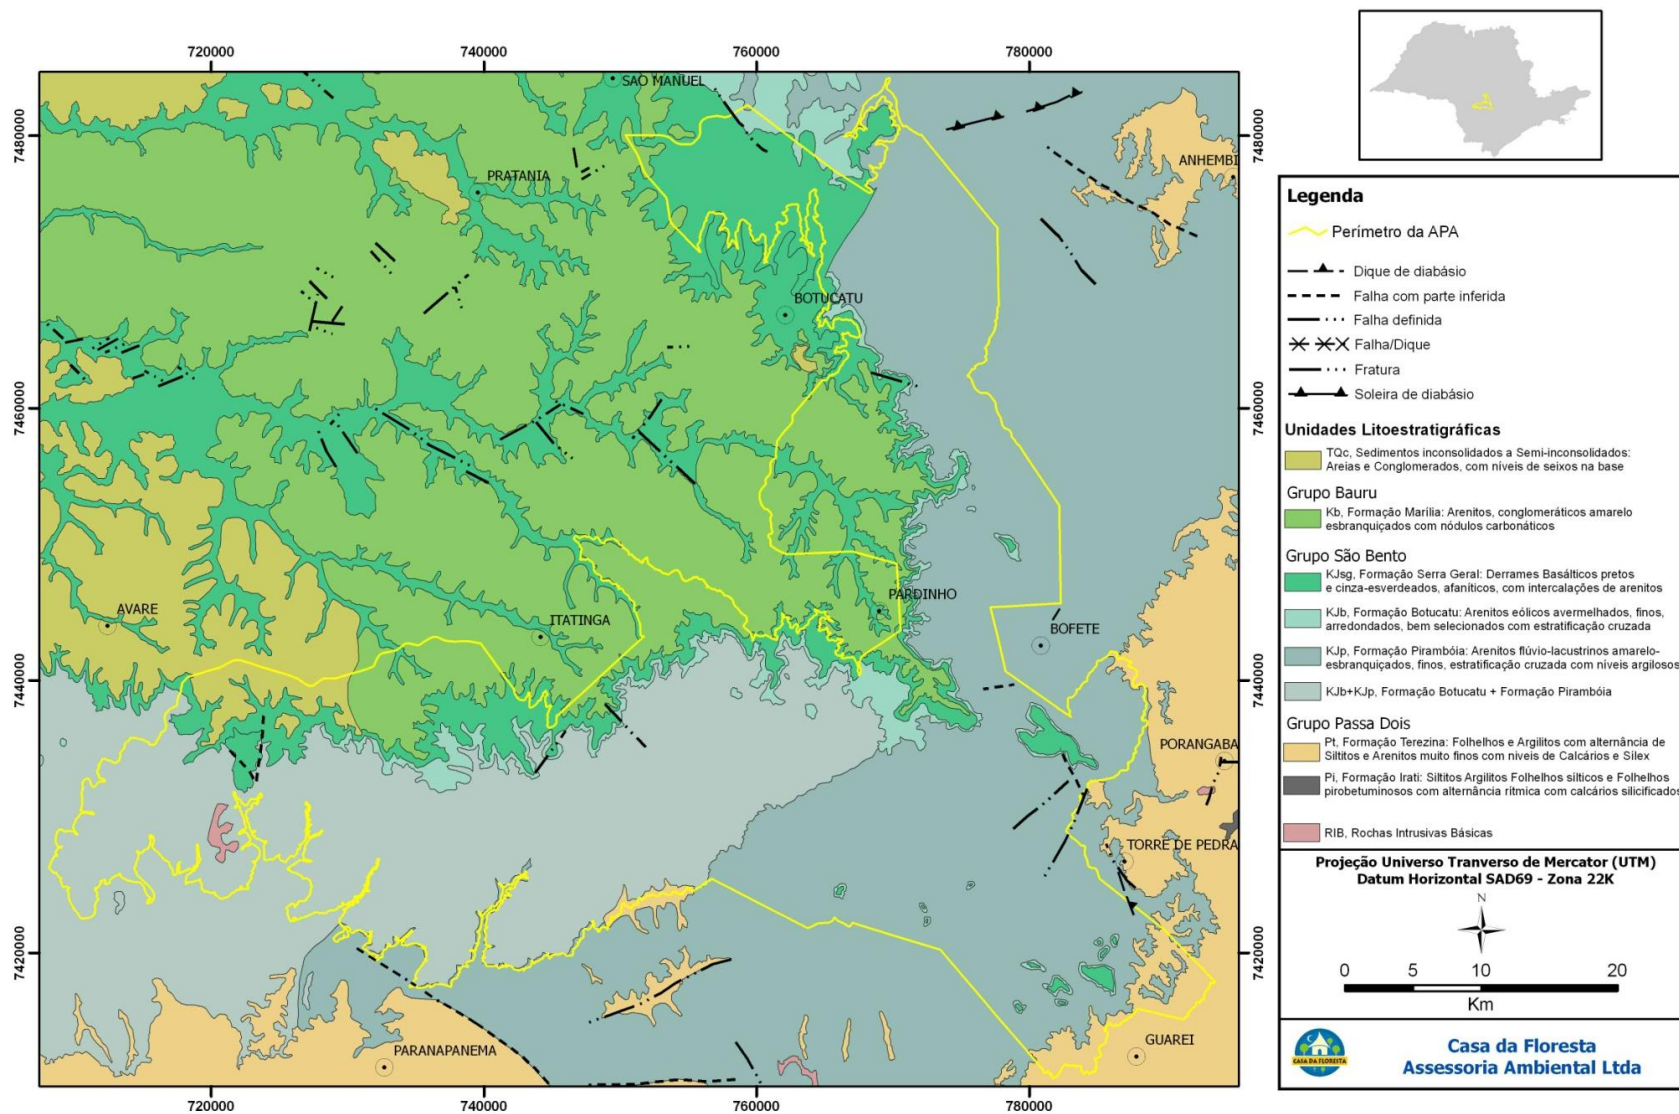 720000
740000
760000
780000
7480000
7460000
7440000
7420000
7480000
7460000
7440000
7420000
SAO MANUEL
PRATANIA
ANHEMBI
BOTUCATU
AVARE
ITATINGA
PARDINHO
BOFETE
PORANGABA
TORRE DE PEDRA
PARANAPANEMA
GUAREI
720000
740000
760000
780000
Legenda
Perímetro da APA
Dique de diabásio
Falha com parte inferida
Falha definida
Falha/Dique
Fratura
Soleira de diabásio
Unidades Litoestratigráficas
TQc, Sedimentos inconsolidados a Semi-inconsolidados:
Areias e Conglomerados, com níveis de seixos na base
Grupo Bauru
Kb, Formação Marília: Arenitos, conglomeráticos amarelo
esbranquiçados com nódulos carbonáticos
Grupo São Bento
KJsg, Formação Serra Geral: Derrames Basálticos pretos
e cinza-esverdeados, afaníticos, com intercalações de arenitos
KJb, Formação Botucatu: Arenitos eólicos avermelhados, finos,
arredondados, bem selecionados com estratificação cruzada
KJp, Formação Pirambóia: Arenitos flúvio-lacustrinos amarelo-
esbranquiçados, finos, estratificação cruzada com níveis argilosos
KJb+KJp, Formação Botucatu + Formação Pirambóia
Grupo Passa Dois
Pt, Formação Terezina: Folhelhos e Argilitos com alternância de
Siltitos e Arenitos muito finos com níveis de Calcários e Sílex
Pi, Formação Irati: Siltitos Argilitos Folhelhos sílticos e Folhelhos
pirobetuminosos com alternância rítmica com calcários silicificados
RIB, Rochas Intrusivas Básicas
Projeção Universo Tranverso de Mercator (UTM)
Datum Horizontal SAD69 - Zona 22K
N
0 5 10 20
Km
CASA DA FLORESTA
Casa da Floresta
Assessoria Ambiental Ltda